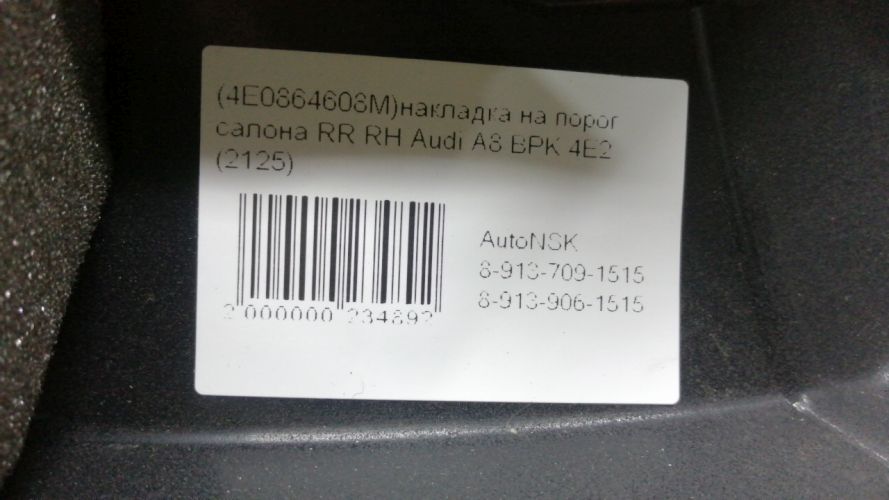 (4E0864608M)накладка на порог
салона RR RH Audi A8 BPK 4E2
(2125)
AutoNSK
8-913-709-1515
8-913-906-1515
2 000000 234892